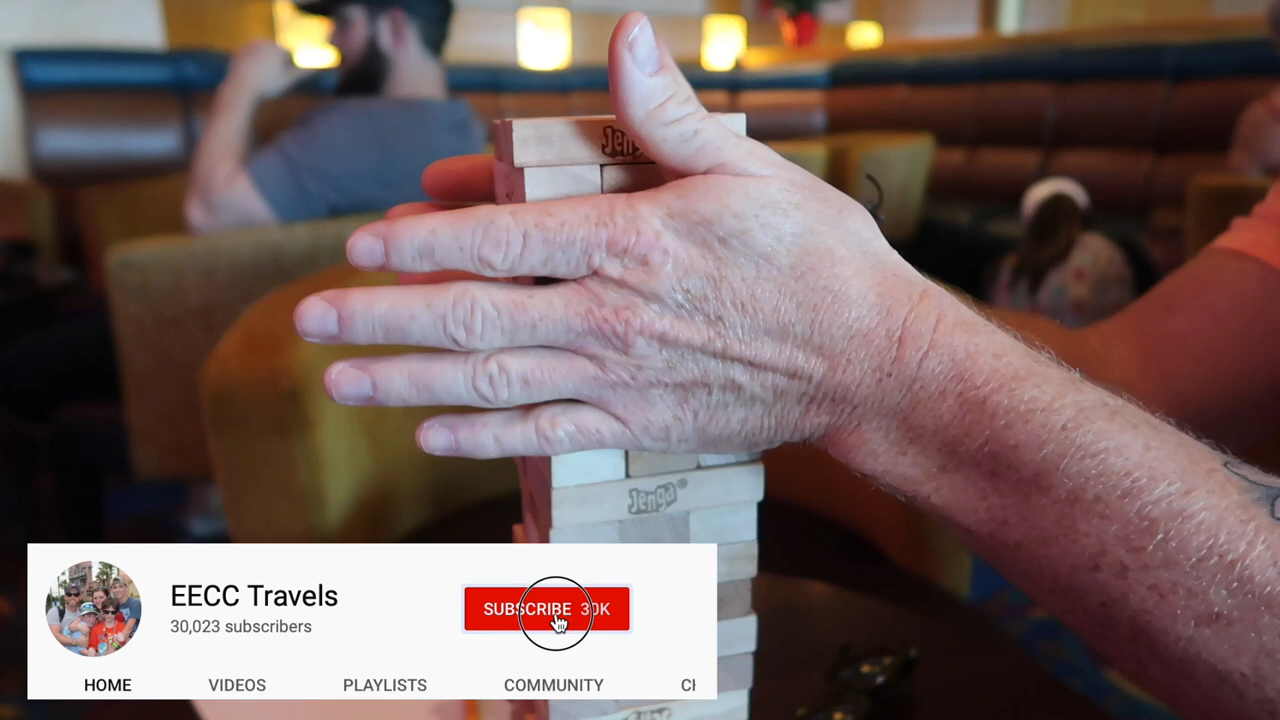 Jenga
Jenga®
EECC Travels
30,023 subscribers
SUBSCRIBE 30K
HOME
VIDEOS
PLAYLISTS
COMMUNITY